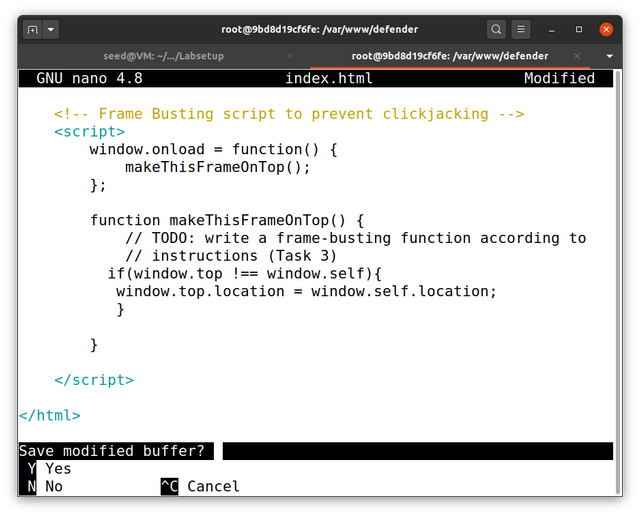 root@9bd8d19cf6fe: /var/www/defender
seed@VM: ~/.../Labsetup
root@9bd8d19cf6fe: /var/www/defender
GNU nano 4.8 index.html Modified
<!-- Frame Busting script to prevent clickjacking -->
<script>
window.onload = function() {
makeThisFrameOnTop();
};
function makeThisFrameOnTop() {
// TODO: write a frame-busting function according to
// instructions (Task 3)
if(window.top !== window.self){
window.top.location = window.self.location;
}
}
</script>
</html>
Save modified buffer?
Y Yes
N No ^C Cancel